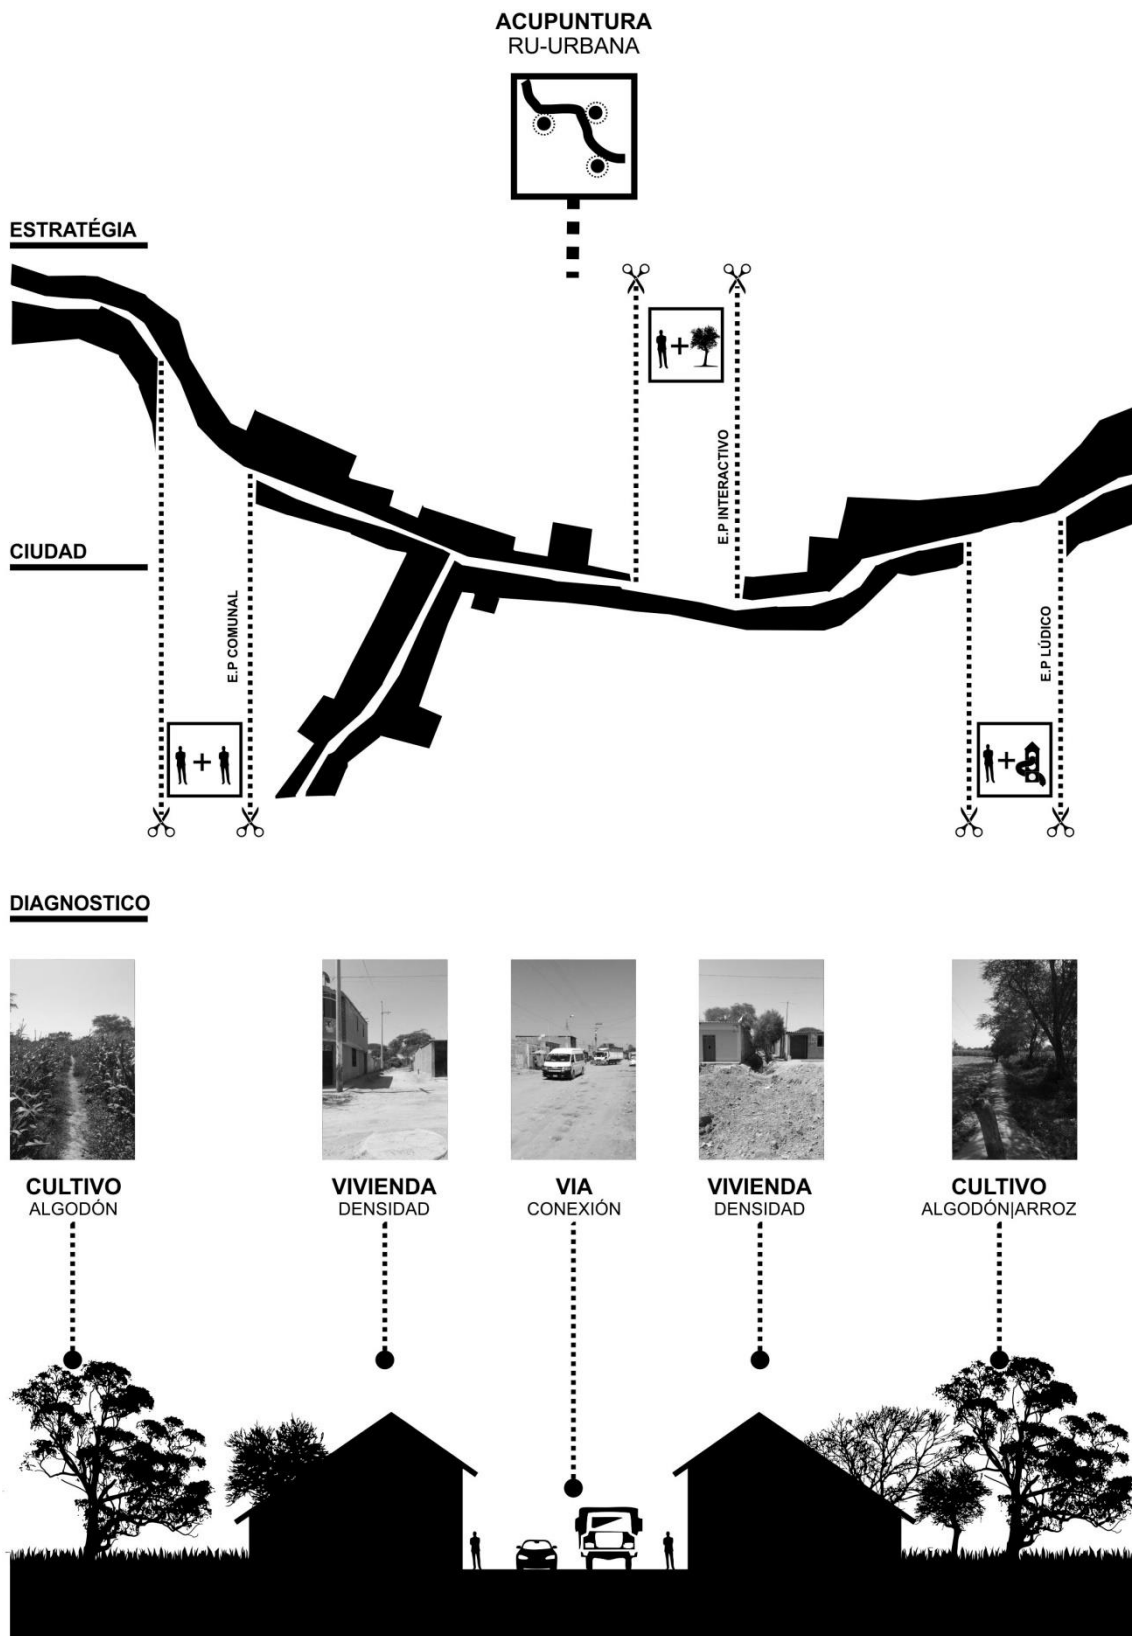 ACUPUNTURA
RU-URBANA
ESTRATÉGIA
E.P INTERACTIVO
CIUDAD
E.P COMUNAL
E.P LÚDICO
DIAGNOSTICO
CULTIVO
ALGODÓN
VIVIENDA
DENSIDAD
VIA
CONEXIÓN
VIVIENDA
DENSIDAD
CULTIVO
ALGODÓN|ARROZ